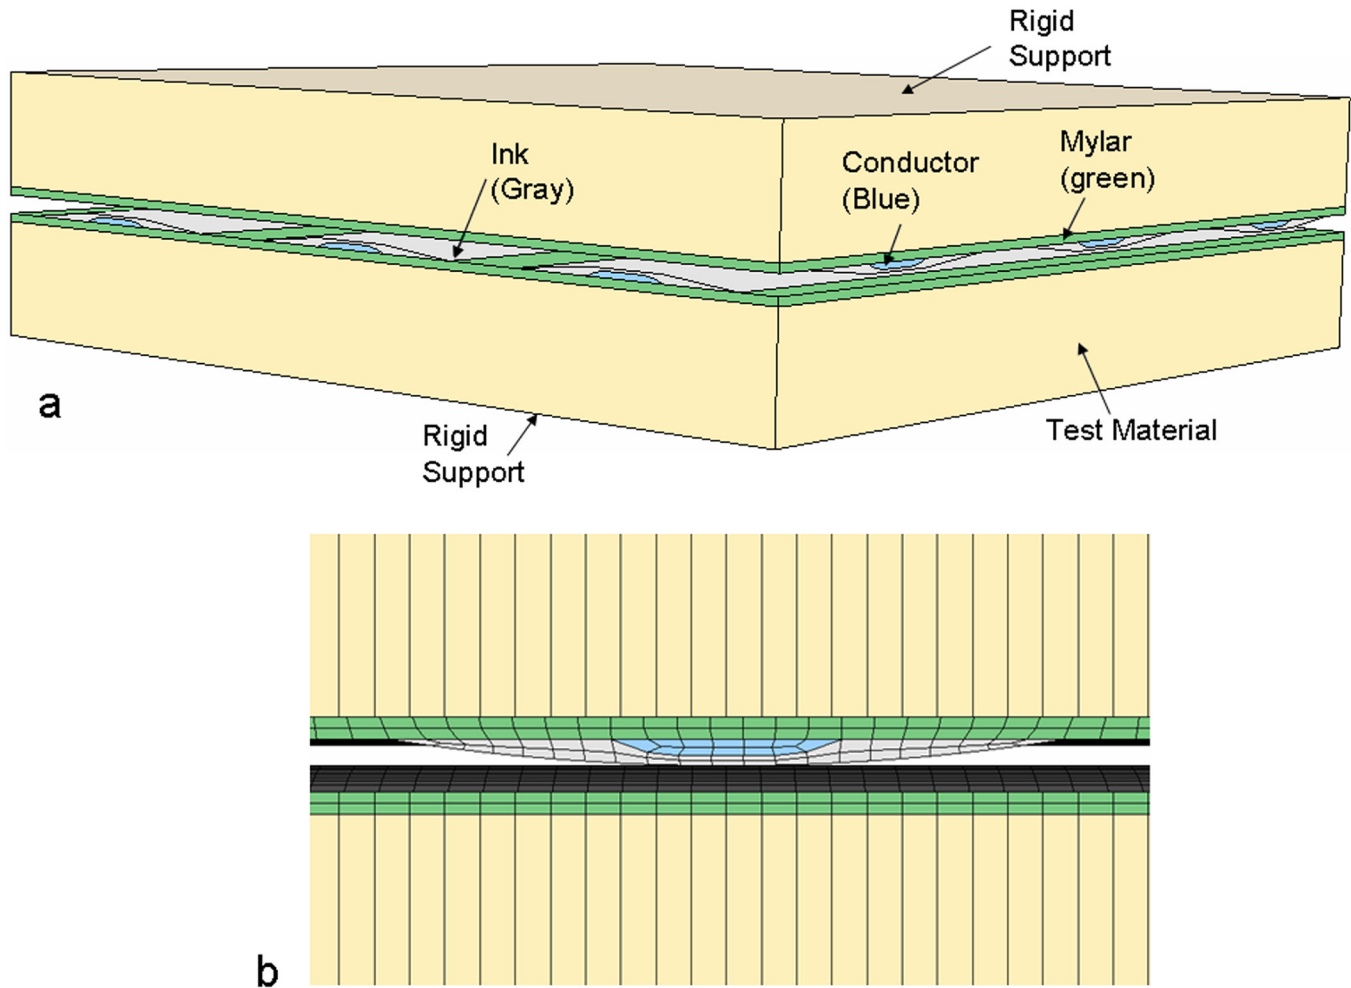 Rigid
Support
Ink
(Gray)
Conductor
(Blue)
Mylar
(green)
a
Rigid
Support
Test Material
b